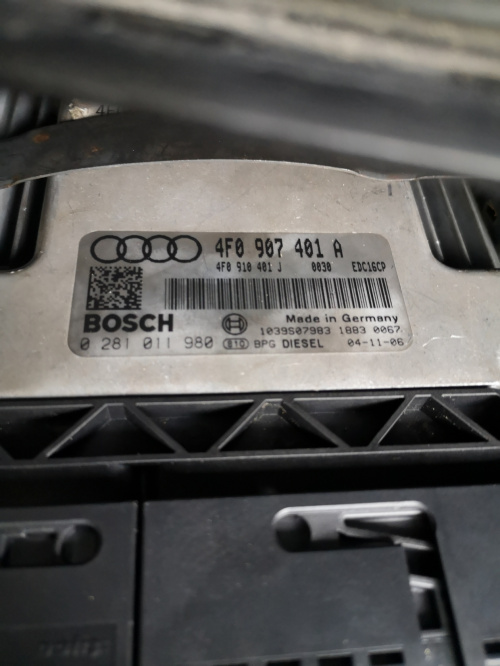 4F0 907 401 A
4F0 910 401 J 0030 EDC16CP
BOSCH
Made in Germany
1039S07983 1883 0067
0 281 011 980 B10 BPG DIESEL 04-11-06